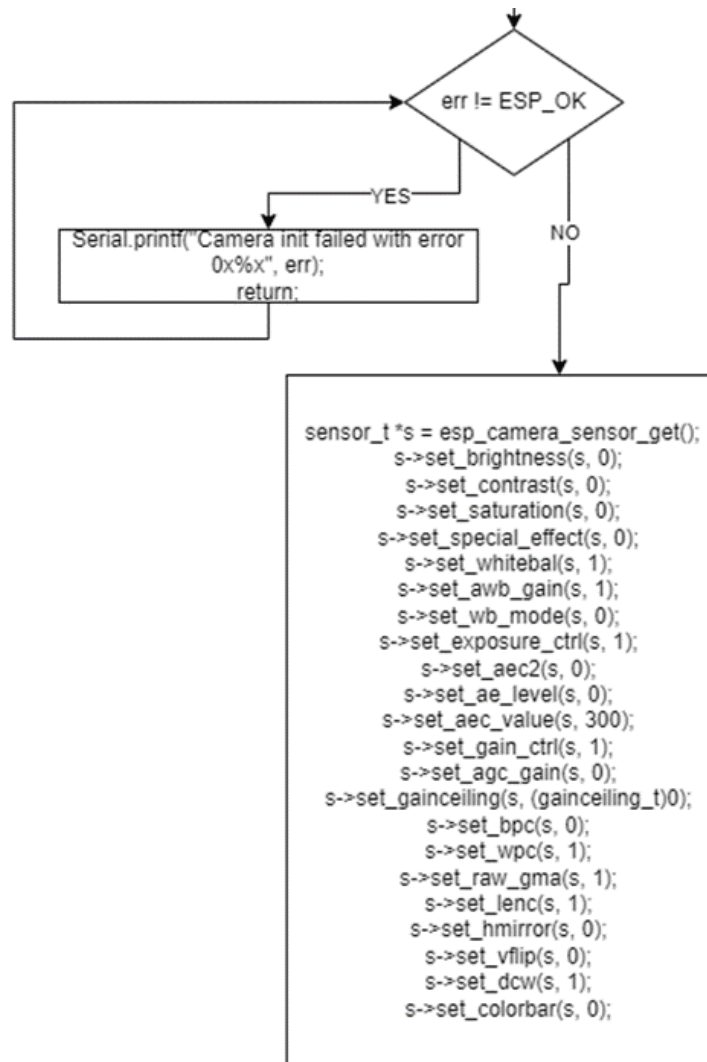 err != ESP_OK
YES
NO
Serial.printf("Camera init failed with error
0x%x", err);
return;
sensor_t *s = esp_camera_sensor_get();
s->set_brightness(s, 0);
s->set_contrast(s, 0);
s->set_saturation(s, 0);
s->set_special_effect(s, 0);
s->set_whitebal(s, 1);
s->set_awb_gain(s, 1);
s->set_wb_mode(s, 0);
s->set_exposure_ctrl(s, 1);
s->set_aec2(s, 0);
s->set_ae_level(s, 0);
s->set_aec_value(s, 300);
s->set_gain_ctrl(s, 1);
s->set_agc_gain(s, 0);
s->set_gainceiling(s, (gainceiling_t)0);
s->set_bpc(s, 0);
s->set_wpc(s, 1);
s->set_raw_gma(s, 1);
s->set_lenc(s, 1);
s->set_hmirror(s, 0);
s->set_vflip(s, 0);
s->set_dcw(s, 1);
s->set_colorbar(s, 0);